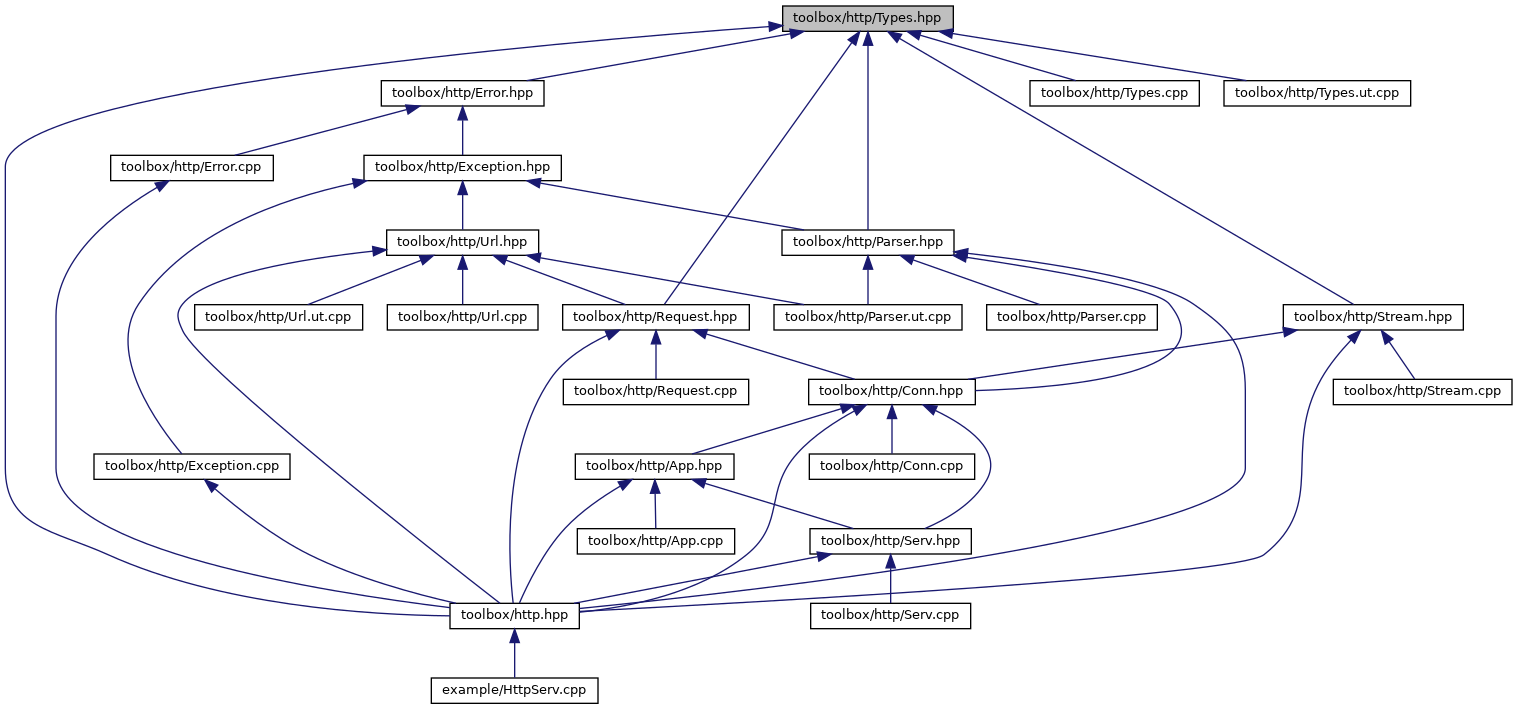 toolbox/http/Types.hpp
toolbox/http/Error.hpp
toolbox/http/Types.cpp
toolbox/http/Types.ut.cpp
toolbox/http/Error.cpp
toolbox/http/Exception.hpp
toolbox/http/Url.hpp
toolbox/http/Parser.hpp
toolbox/http/Url.ut.cpp
toolbox/http/Url.cpp
toolbox/http/Request.hpp
toolbox/http/Parser.ut.cpp
toolbox/http/Parser.cpp
toolbox/http/Stream.hpp
toolbox/http/Request.cpp
toolbox/http/Conn.hpp
toolbox/http/Stream.cpp
toolbox/http/Exception.cpp
toolbox/http/App.hpp
toolbox/http/Conn.cpp
toolbox/http/App.cpp
toolbox/http/Serv.hpp
toolbox/http.hpp
toolbox/http/Serv.cpp
example/HttpServ.cpp